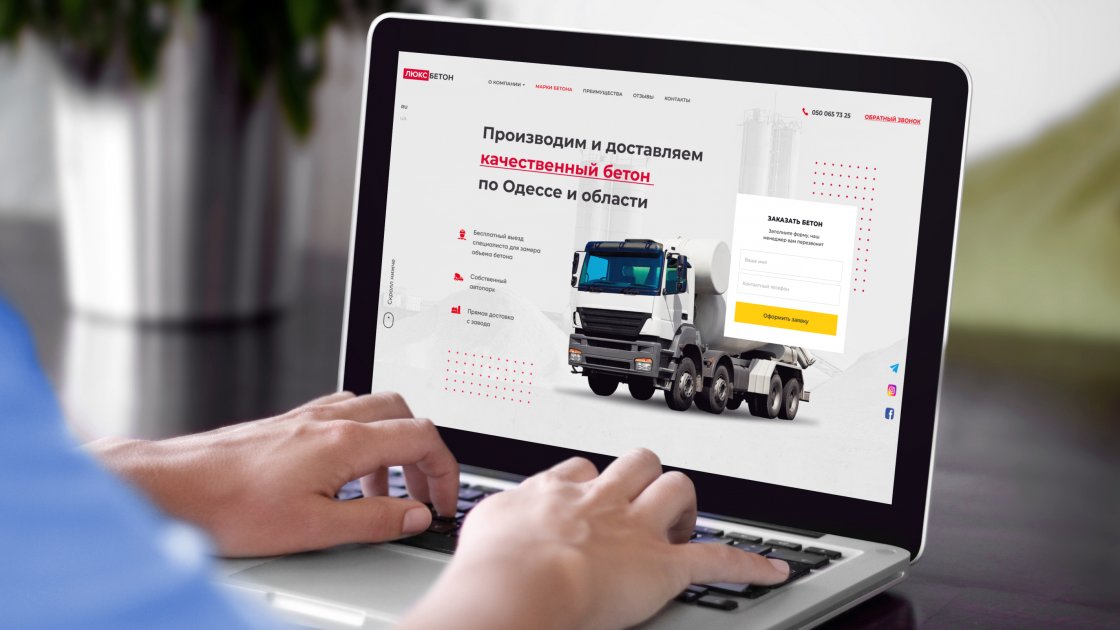 ЛЮКС БЕТОН
О КОМПАНИИ
МАРКИ БЕТОНА
ПРЕИМУЩЕСТВА
ОТЗЫВЫ
КОНТАКТЫ
050 065 73 25
ОБРАТНЫЙ ЗВОНОК
RU
UA
Производим и доставляем
качественный бетон
по Одессе и области
Бесплатный выезд
специалиста для замера
объема бетона
Собственный
автопарк
Прямая доставка
с завода
Скролл ниже
ЗАКАЗАТЬ БЕТОН
Заполните форму, наш
менеджер вам перезвонит
Ваше имя
Контактный телефон
Оформить заявку